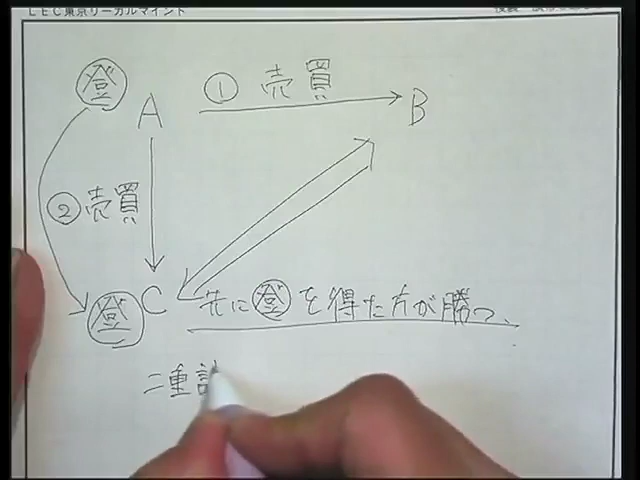 LEC東京リーガルマインド
登 ① 売買
A B
② 売買
登 C 先に登を得た方が勝つ、
二重